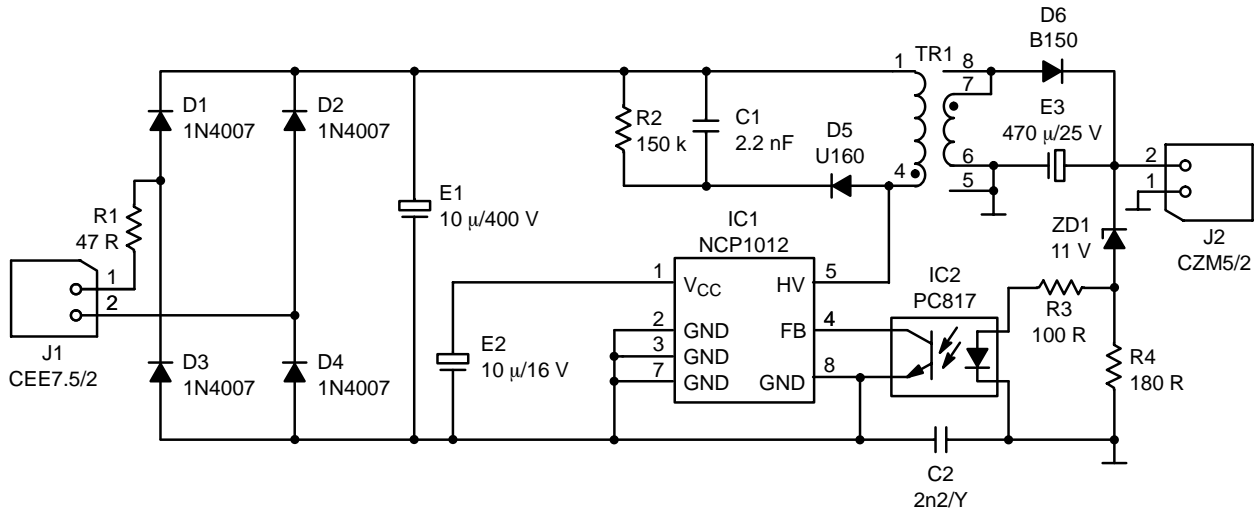 D6
B150
1
TR1
8
7
D1
1N4007
D2
1N4007
R2
150 k
C1
2.2 nF
D5
U160
E3
470 μ/25 V
4
6
5
2
1
R1
47 R
E1
10 μ/400 V
IC1
NCP1012
ZD1
11 V
J2
CZM5/2
1
2
J1
CEE7.5/2
1
VCC
HV
5
IC2
PC817
R3
100 R
2
GND
FB
4
3
GND
7
GND
GND
8
E2
10 μ/16 V
D3
1N4007
D4
1N4007
R4
180 R
C2
2n2/Y